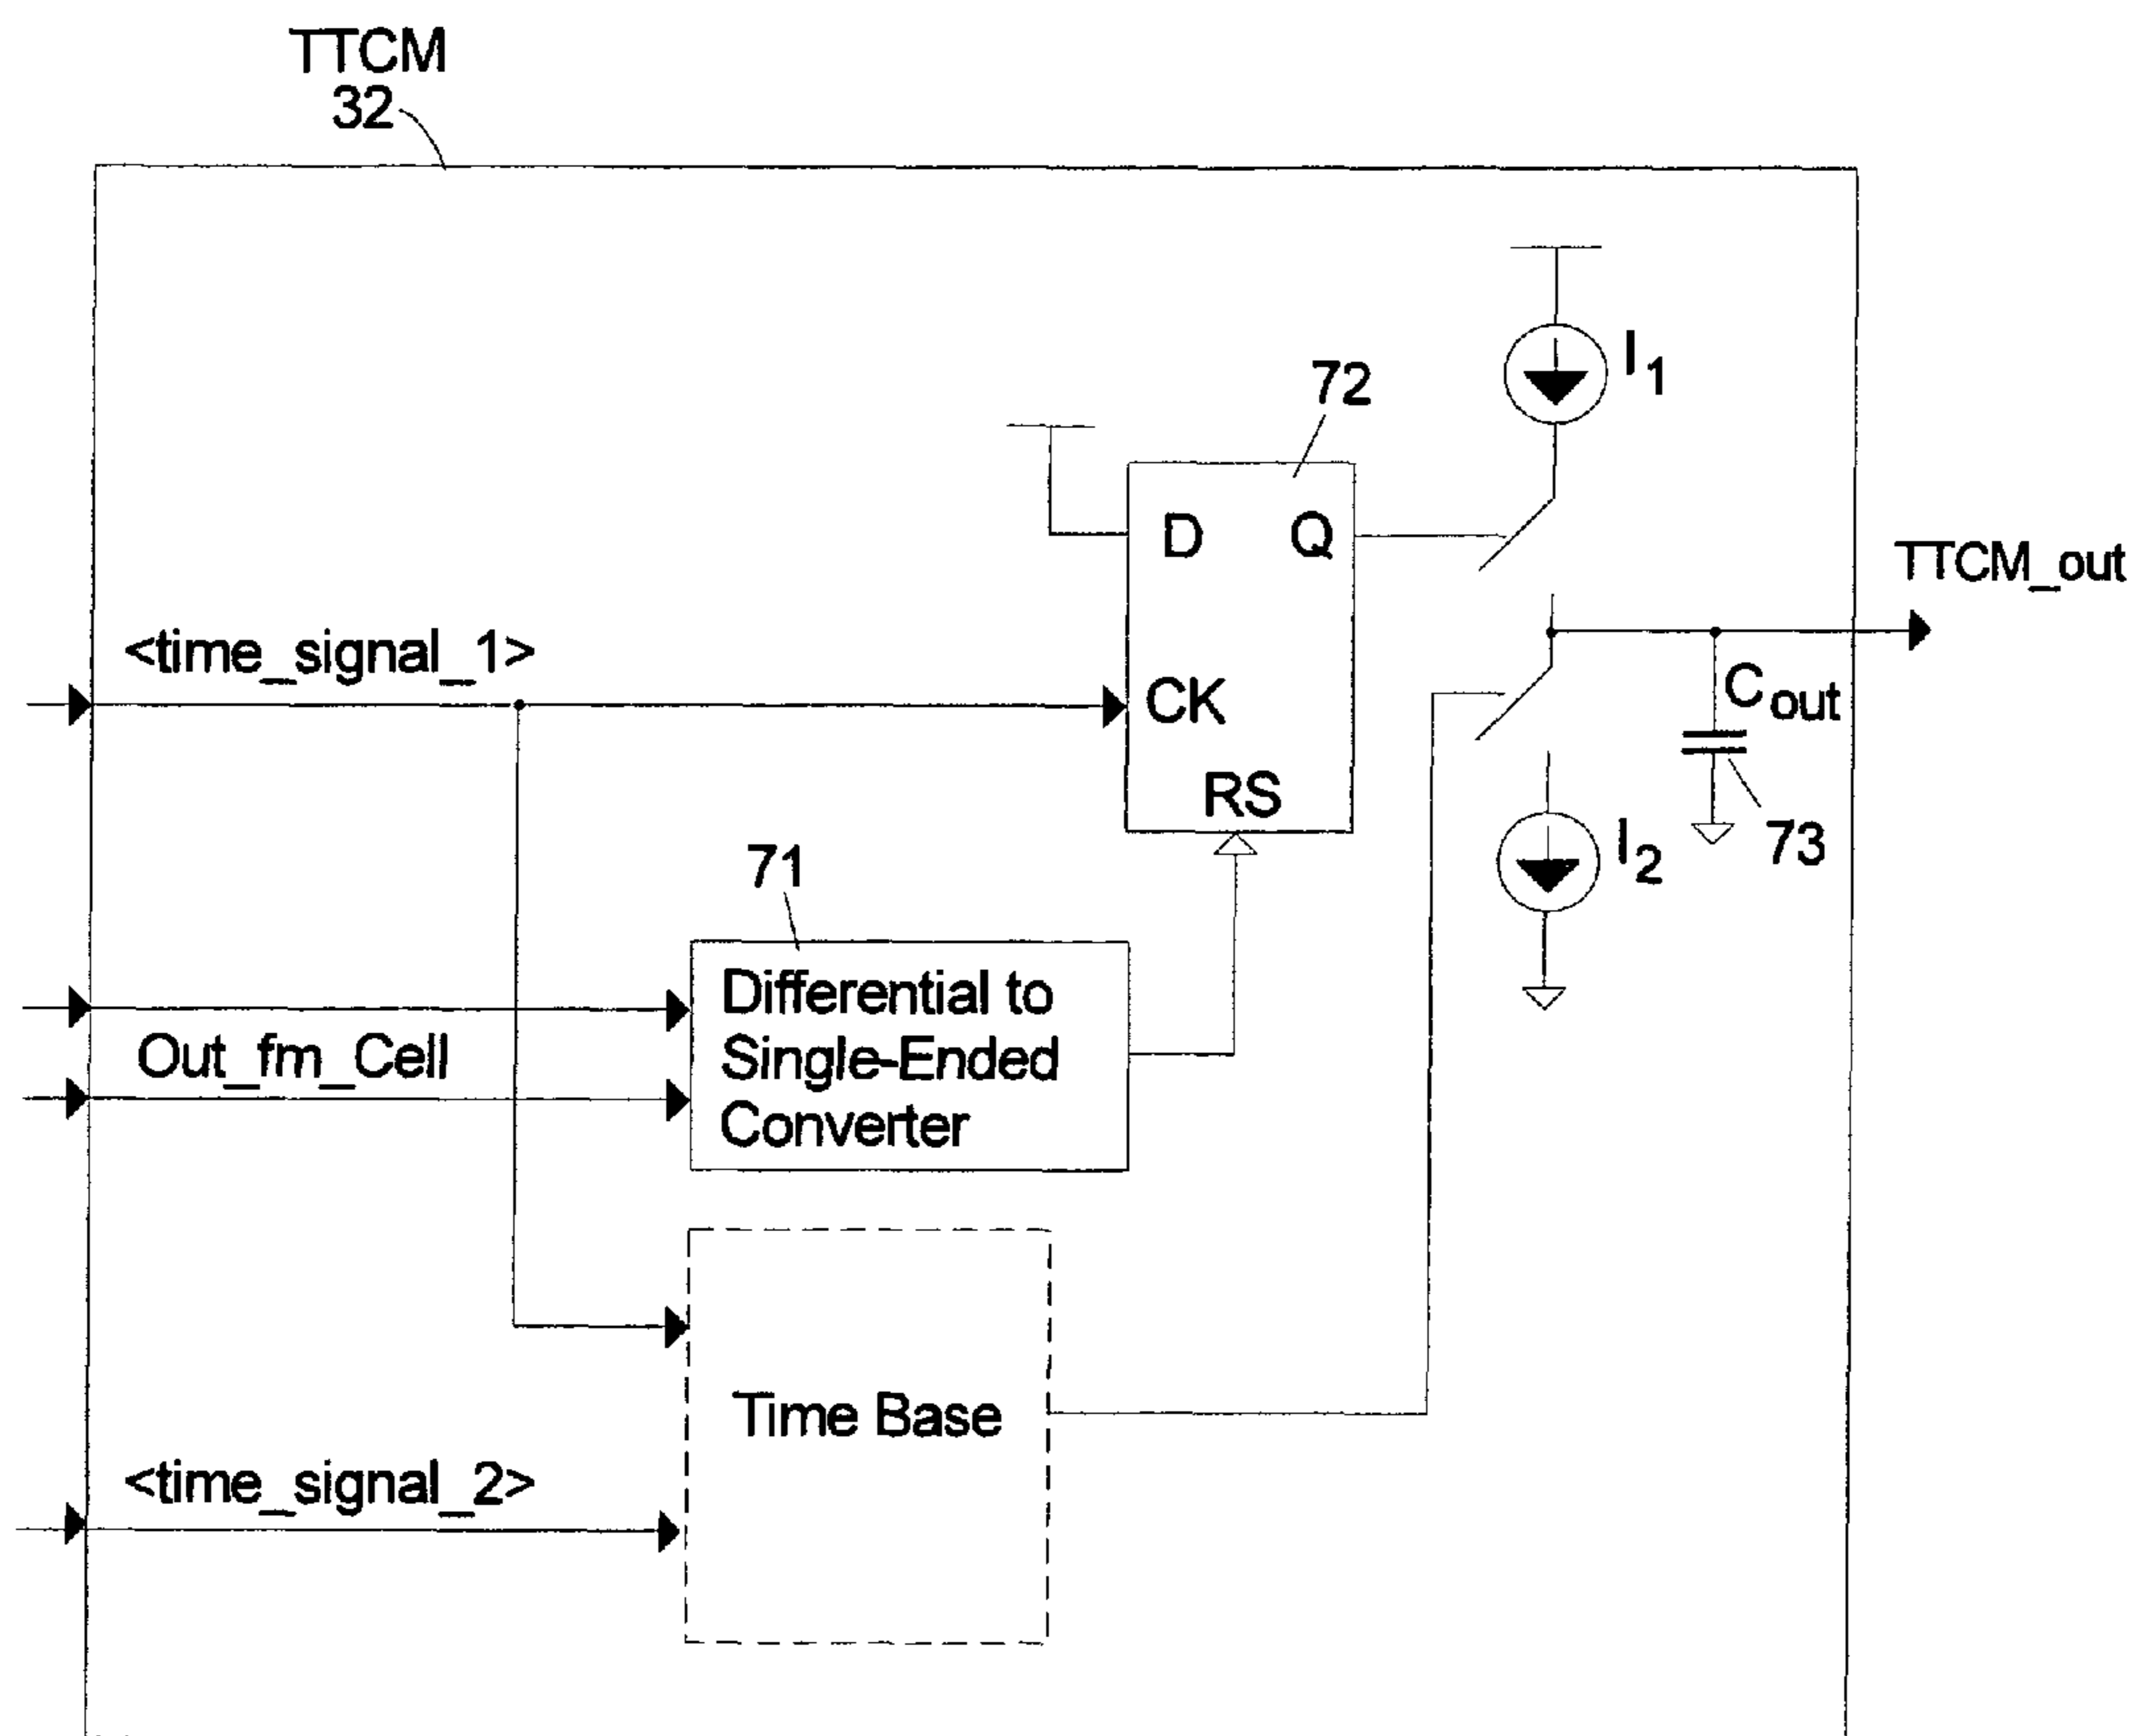 TTCM
32
I1
72
D Q
TTCM_out
<time_signal_1>
CK
Cout
RS
73
I2
71
Differential to
Single-Ended
Converter
Out_fm_Cell
Time Base
<time_signal_2>